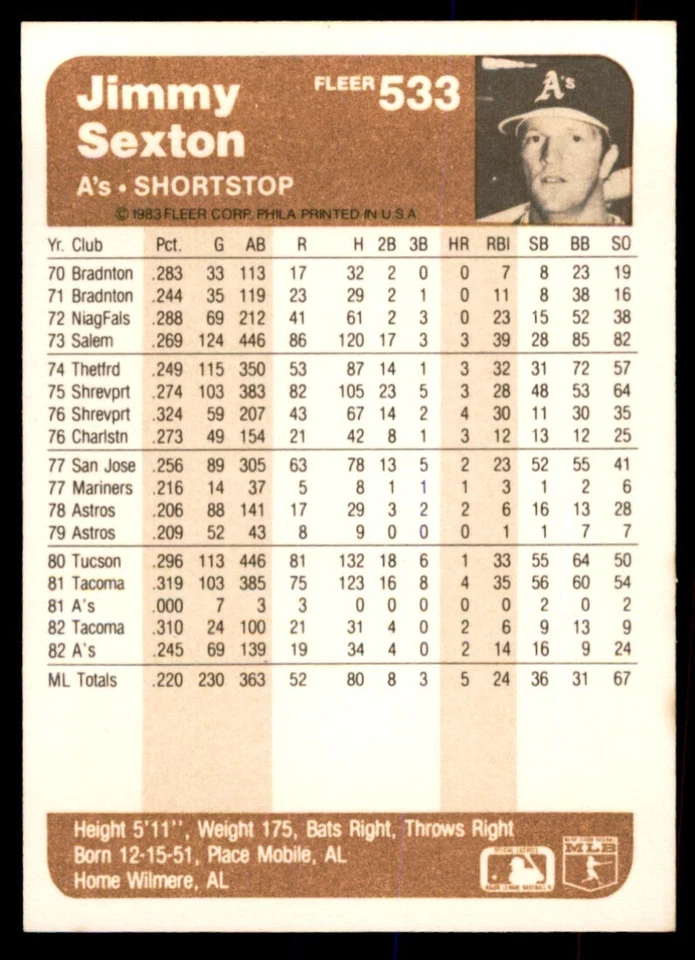 Jimmy
Sexton
FLEER 533
A's
A's • SHORTSTOP
© 1983 FLEER CORP. PHILA PRINTED IN U.S.A.
Yr. Club Pct. G AB R H 2B 3B HR RBI SB BB SO
70 Bradnton .283 33 113 17 32 2 0 0 7 8 23 19
71 Bradnton .244 35 119 23 29 2 1 0 11 8 38 16
72 NiagFals .288 69 212 41 61 2 3 0 23 15 52 38
73 Salem .269 124 446 86 120 17 3 3 39 28 85 82
74 Thetfrd .249 115 350 53 87 14 1 3 32 31 72 57
75 Shrevprt .274 103 383 82 105 23 5 3 28 48 53 64
76 Shrevprt .324 59 207 43 67 14 2 4 30 11 30 35
76 Charlstn .273 49 154 21 42 8 1 3 12 13 12 25
77 San Jose .256 89 305 63 78 13 5 2 23 52 55 41
77 Mariners .216 14 37 5 8 1 1 1 3 1 2 6
78 Astros .206 88 141 17 29 3 2 2 6 16 13 28
79 Astros .209 52 43 8 9 0 0 0 1 1 7 7
80 Tucson .296 113 446 81 132 18 6 1 33 55 64 50
81 Tacoma .319 103 385 75 123 16 8 4 35 56 60 54
81 A's .000 7 3 3 0 0 0 0 0 2 0 2
82 Tacoma .310 24 100 21 31 4 0 2 6 9 13 9
82 A's .245 69 139 19 34 4 0 2 14 16 9 24
ML Totals .220 230 363 52 80 8 3 5 24 36 31 67
Height 5'11", Weight 175, Bats Right, Throws Right
Born 12-15-51, Place Mobile, AL
Home Wilmere, AL
MLB